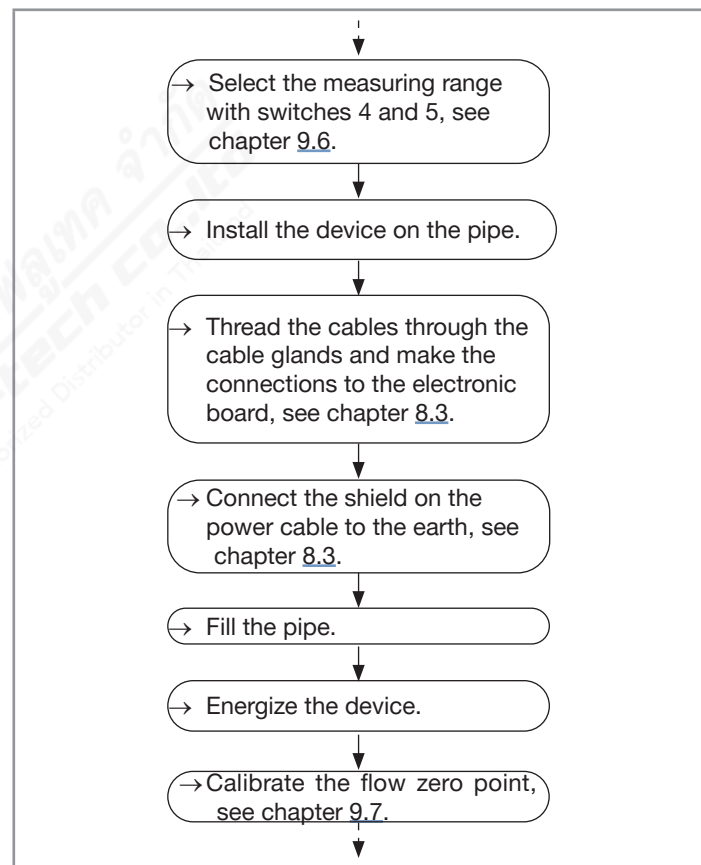 → Select the measuring range
with switches 4 and 5, see
chapter 9.6.
→ Install the device on the pipe.
→ Thread the cables through the
cable glands and make the
connections to the electronic
board, see chapter 8.3.
→ Connect the shield on the
power cable to the earth, see
chapter 8.3.
→ Fill the pipe.
→ Energize the device.
→ Calibrate the flow zero point,
see chapter 9.7.